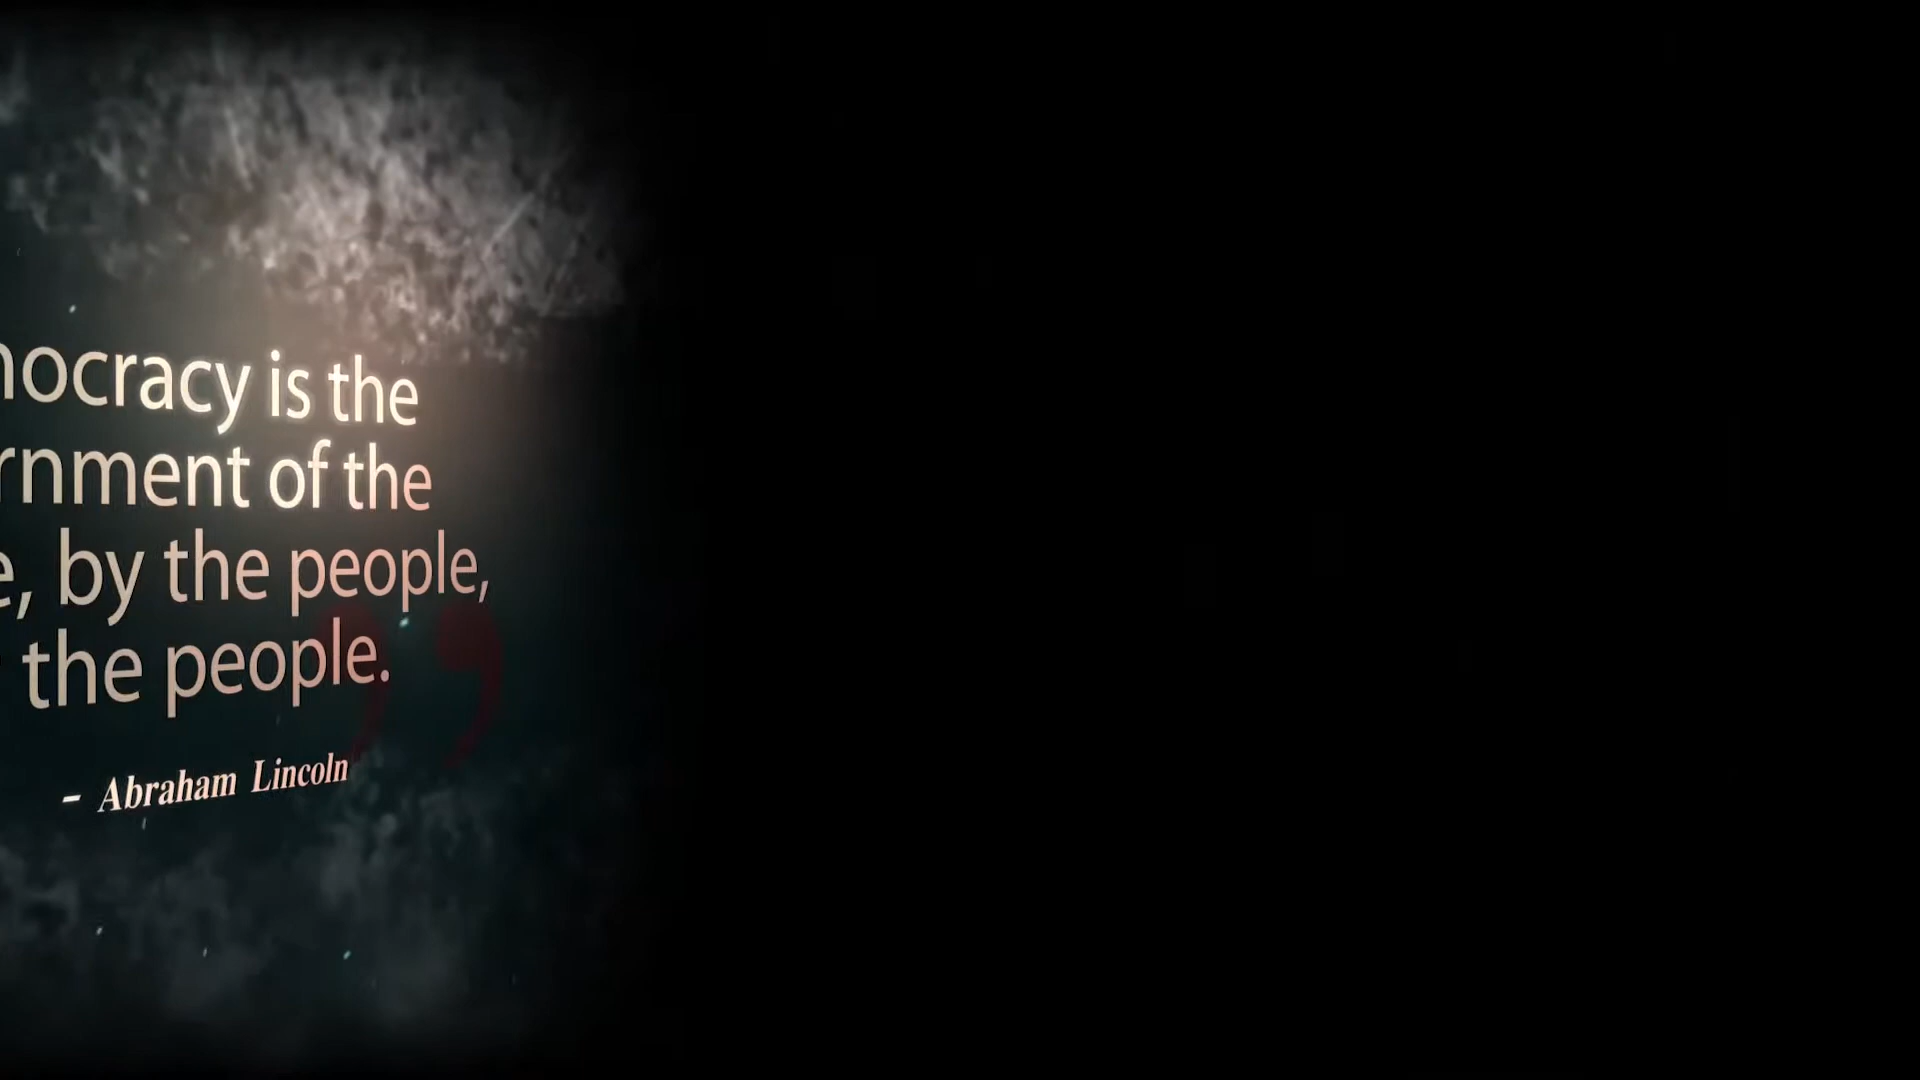 nocracy is the
rnment of the
e, by the people,
the people.
– Abraham Lincoln